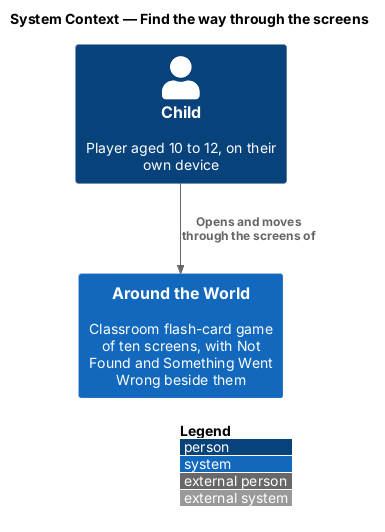 System Context — Find the way through the screens
Child
Player aged 10 to 12, on their
own device
Opens and moves
through the screens of
Around the World
Classroom flash-card game
of ten screens, with Not
Found and Something Went
Wrong beside them
Legend
person
system
external person
external system